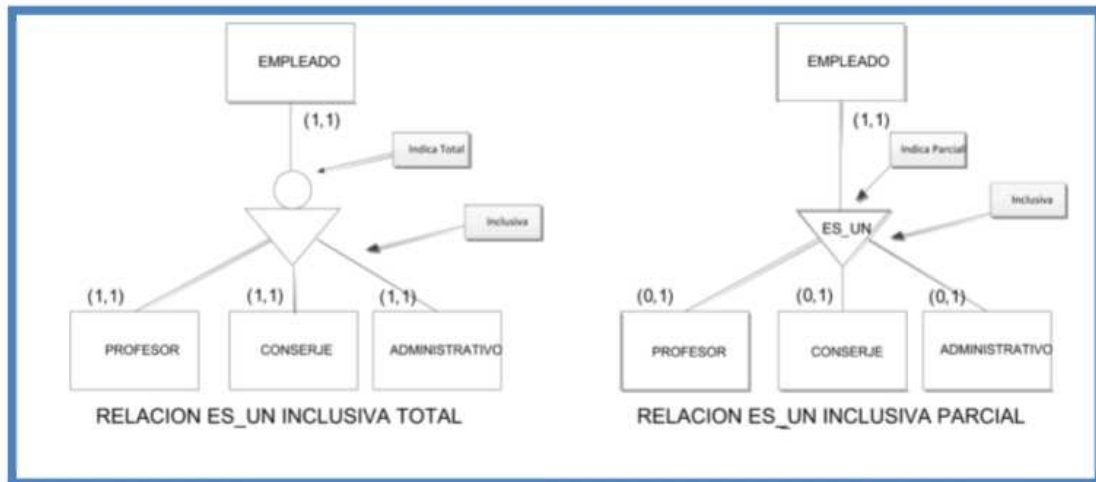 EMPLEADO
(1,1)
Indica Total
Inclusiva
(1,1)
(1,1)
(1,1)
PROFESOR
CONSERJE
ADMINISTRATIVO
RELACION ES_UN INCLUSIVA TOTAL
EMPLEADO
(1,1)
Indica Parcial
Inclusiva
ES_UN
(0,1)
(0,1)
(0,1)
PROFESOR
CONSERJE
ADMINISTRATIVO
RELACION ES_UN INCLUSIVA PARCIAL